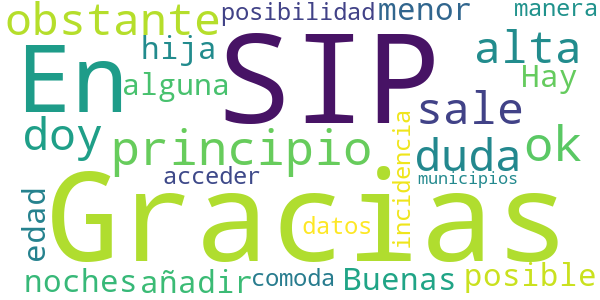 obstante
posibilidad
menor
manera
En
hija
SIP
alta
alguna
Hay
sale
doy
principio
duda
ok
incidencia
acceder
municipios
edad
Gracias
datos
noches
añadir
comoda
Buenas
posible